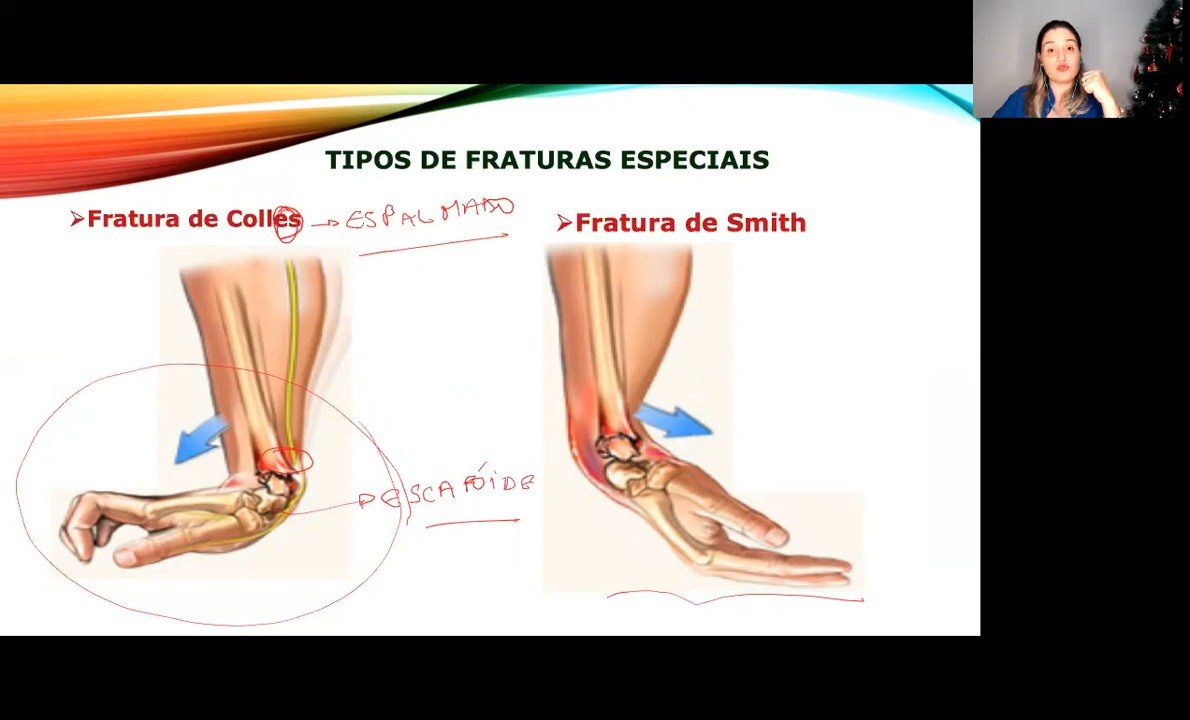 TIPOS DE FRATURAS ESPECIAIS
➢Fratura de Colles → ESPALMADO
➢Fratura de Smith
ESCAFÓIDE